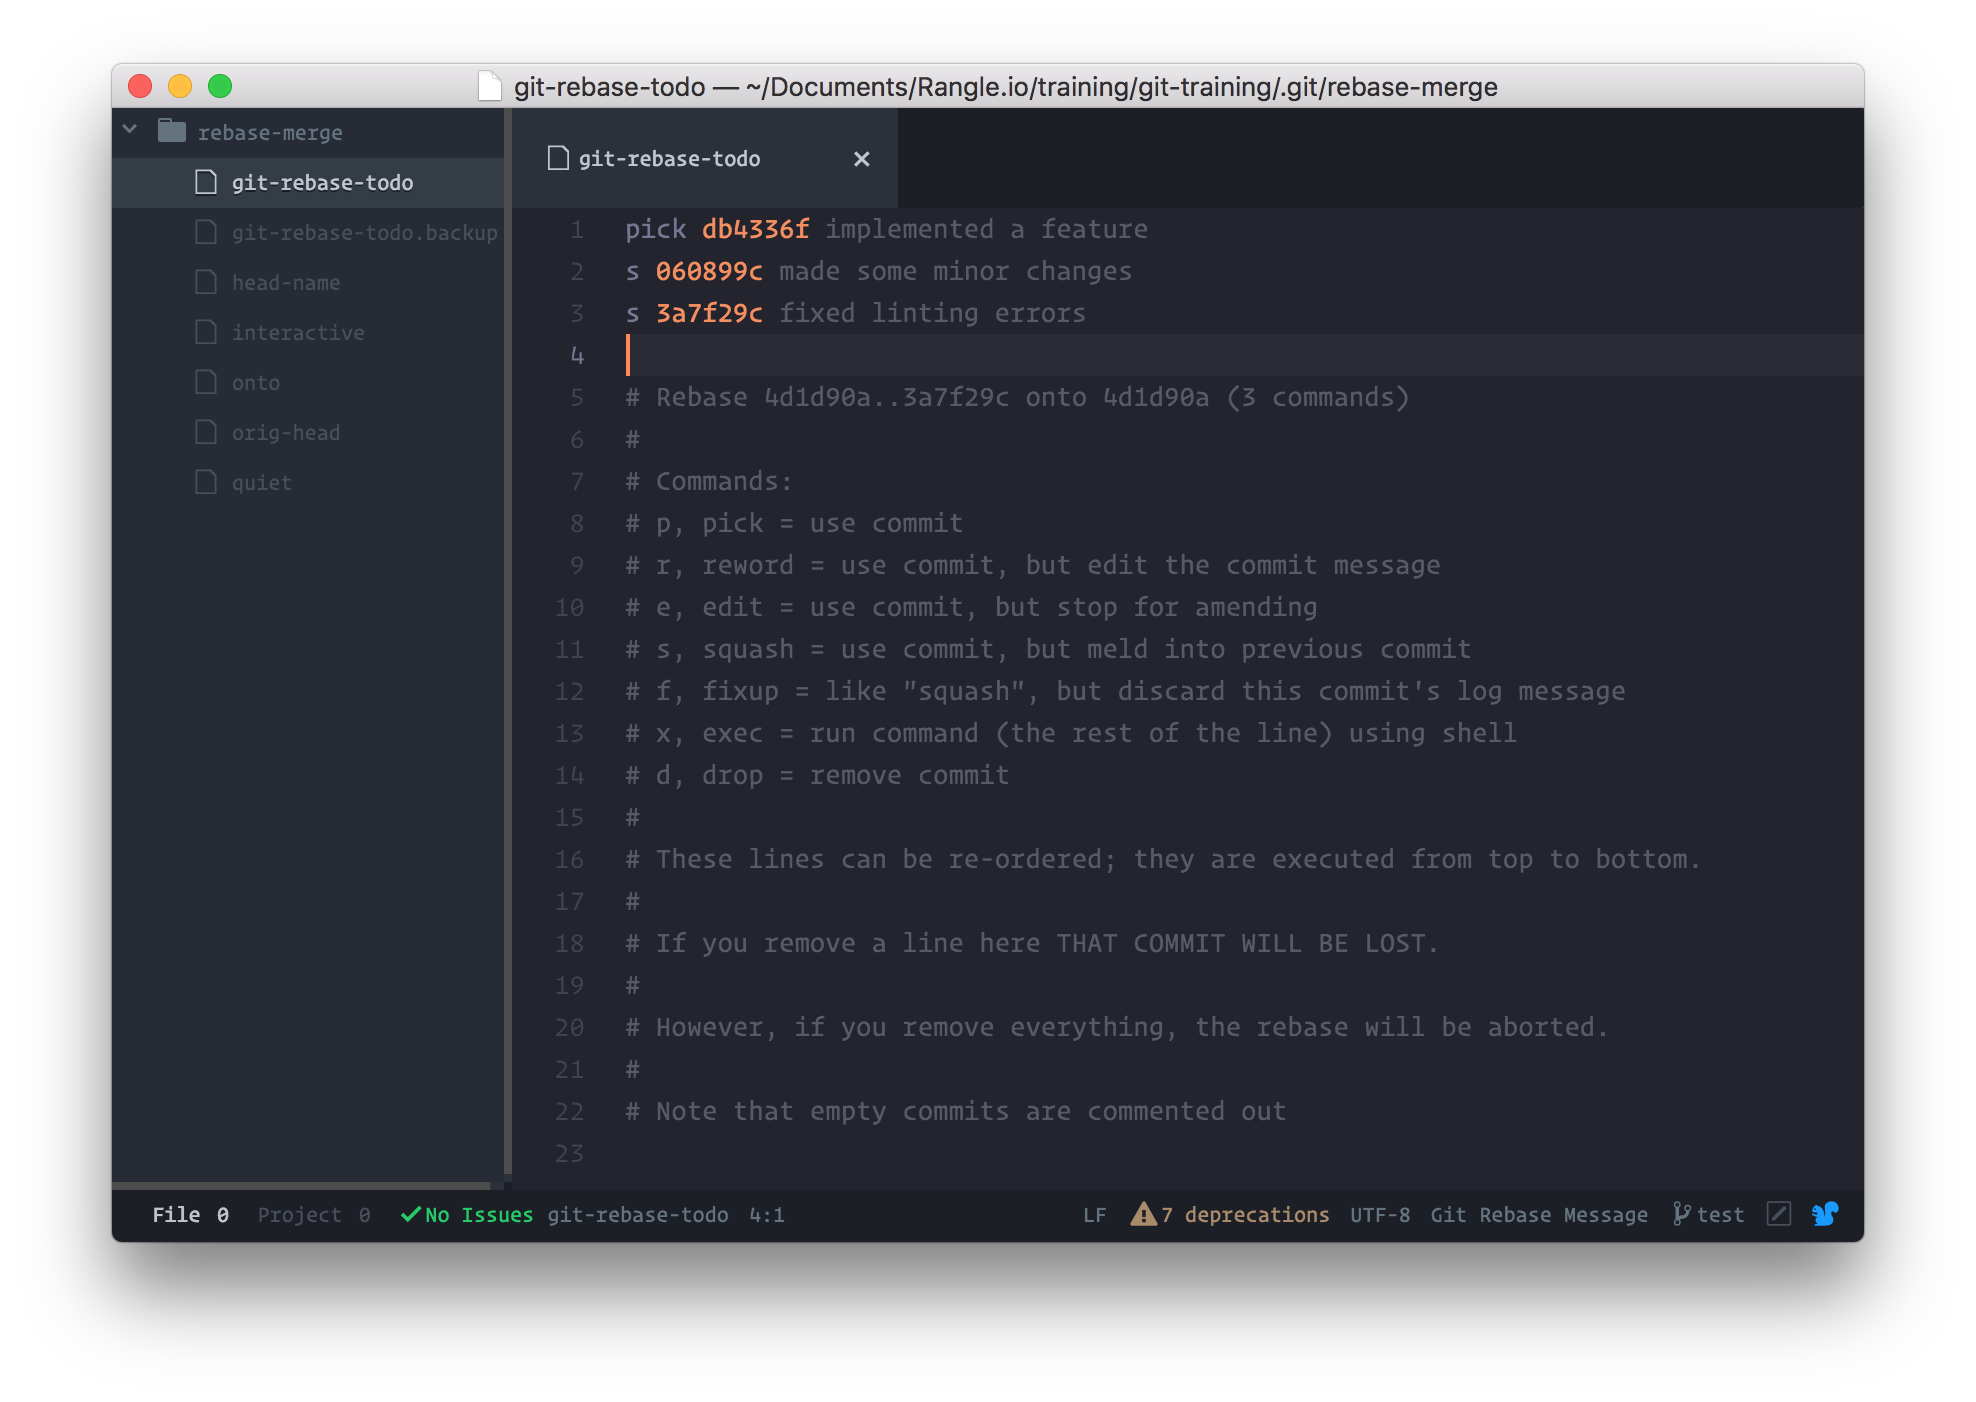 git-rebase-todo — ~/Documents/Rangle.io/training/git-training/.git/rebase-merge
rebase-merge
git-rebase-todo
git-rebase-todo.backup
head-name
interactive
onto
orig-head
quiet
git-rebase-todo
1 pick db4336f implemented a feature
2 s 060899c made some minor changes
3 s 3a7f29c fixed linting errors
4
5 # Rebase 4d1d90a..3a7f29c onto 4d1d90a (3 commands)
6 #
7 # Commands:
8 # p, pick = use commit
9 # r, reword = use commit, but edit the commit message
10 # e, edit = use commit, but stop for amending
11 # s, squash = use commit, but meld into previous commit
12 # f, fixup = like "squash", but discard this commit's log message
13 # x, exec = run command (the rest of the line) using shell
14 # d, drop = remove commit
15 #
16 # These lines can be re-ordered; they are executed from top to bottom.
17 #
18 # If you remove a line here THAT COMMIT WILL BE LOST.
19 #
20 # However, if you remove everything, the rebase will be aborted.
21 #
22 # Note that empty commits are commented out
23
File 0 Project 0 No Issues git-rebase-todo 4:1 LF 7 deprecations UTF-8 Git Rebase Message test